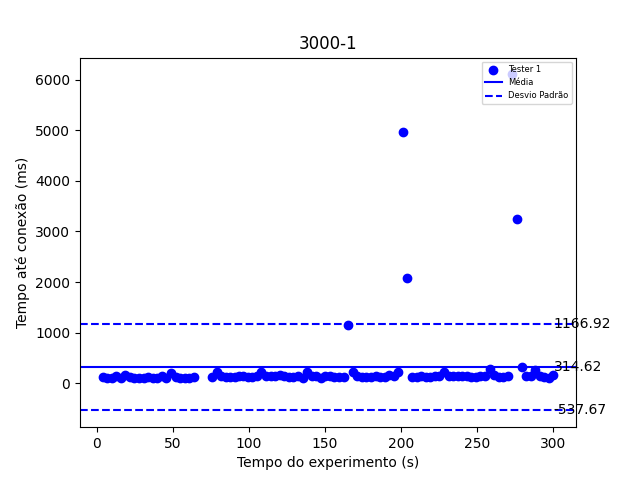 3000-1
Tester 1
Média
Desvio Padrão
6000
5000
4000
3000
2000
1000
0
1166.92
314.62
-537.67
Tempo até conexão (ms)
0 50 100 150 200 250 300
Tempo do experimento (s)